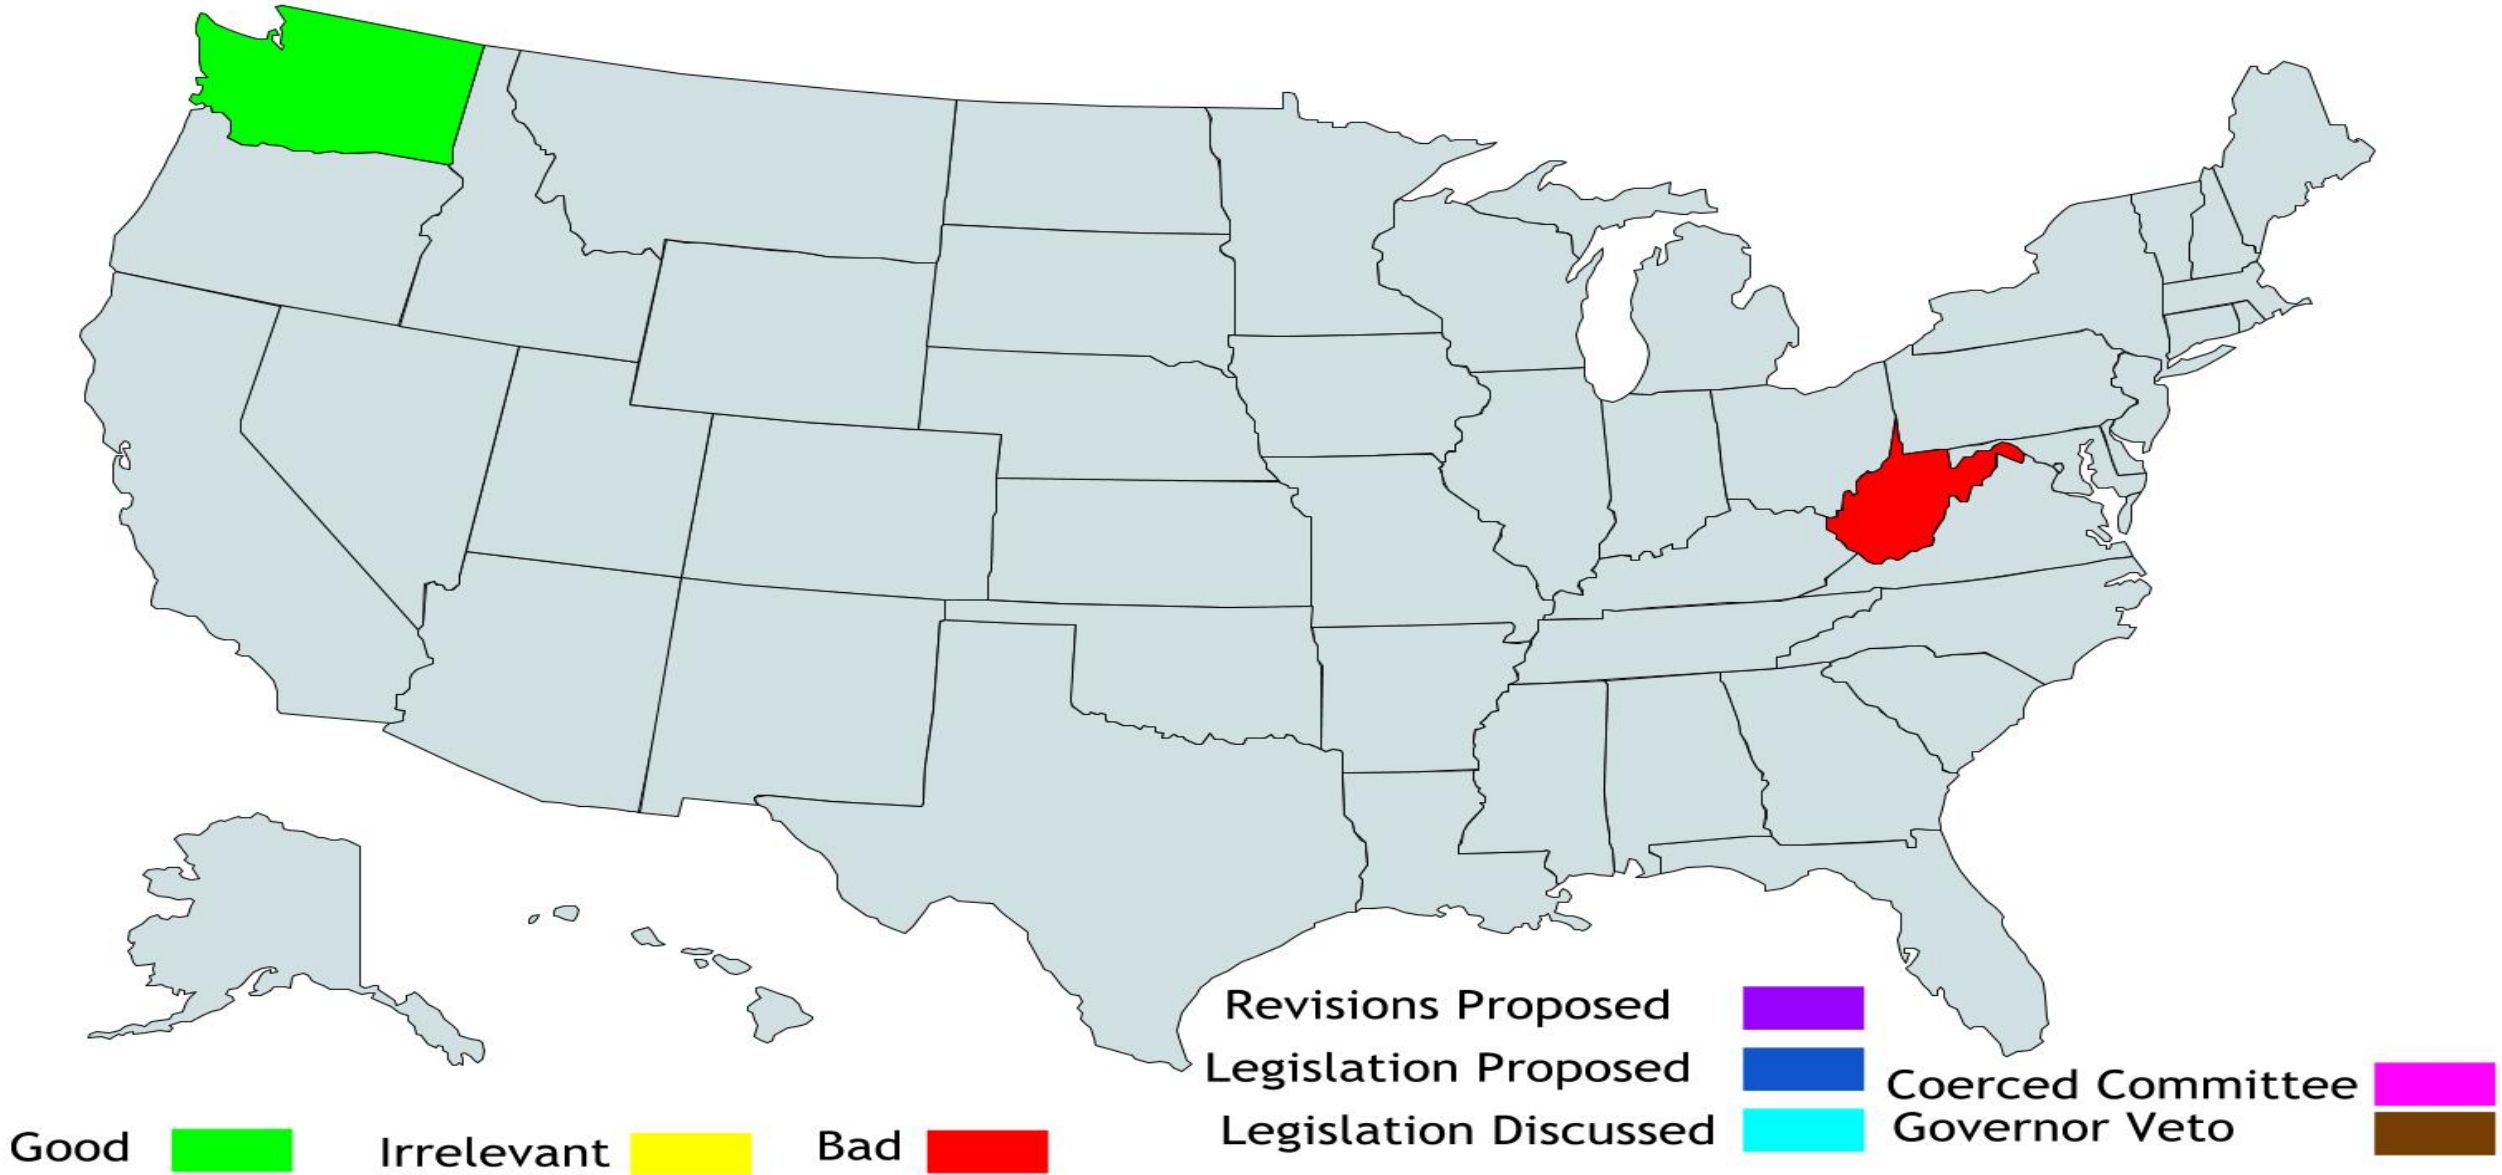 Revisions Proposed
Legislation Proposed
Coerced Committee
Legislation Discussed
Governor Veto
Good
Irrelevant
Bad